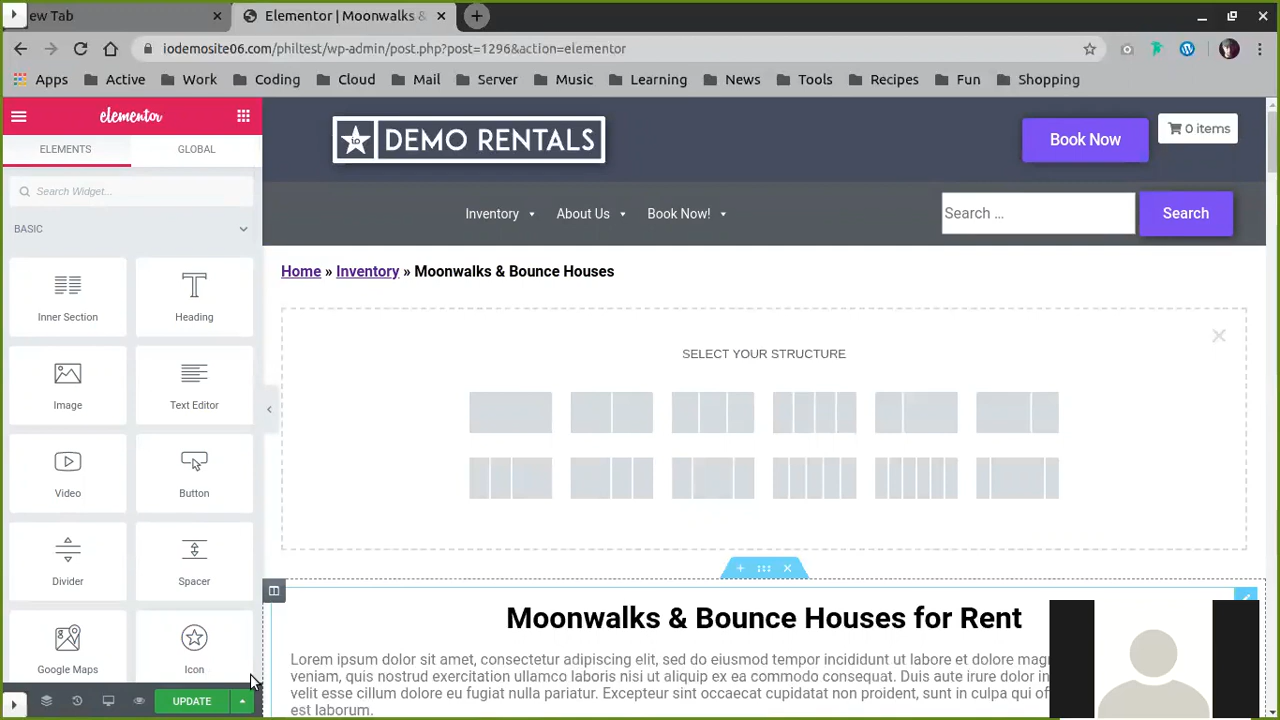 ew Tab
Elementor | Moonwalks &
iodemosite06.com/philtest/wp-admin/post.php?post=1296&action=elementor
Apps Active Work Coding Cloud Mail Server Music Learning News Tools Recipes Fun Shopping
elementor
ELEMENTS GLOBAL
Search Widget...
BASIC
Inner Section Heading
Image Text Editor
Video Button
Divider Spacer
Google Maps Icon
UPDATE
io DEMO RENTALS
Book Now
0 items
Inventory About Us Book Now!
Search …
Search
Home » Inventory » Moonwalks & Bounce Houses
SELECT YOUR STRUCTURE
Moonwalks & Bounce Houses for Rent
Lorem ipsum dolor sit amet, consectetur adipiscing elit, sed do eiusmod tempor incididunt ut labore et dolore ma
veniam, quis nostrud exercitation ullamco laboris nisi ut aliquip ex ea commodo consequat. Duis aute irure dolor i
dolore eu fugiat nulla pariatur. Excepteur sint occaecat cupidatat non proident, sunt in culpa qui of
est laborum.